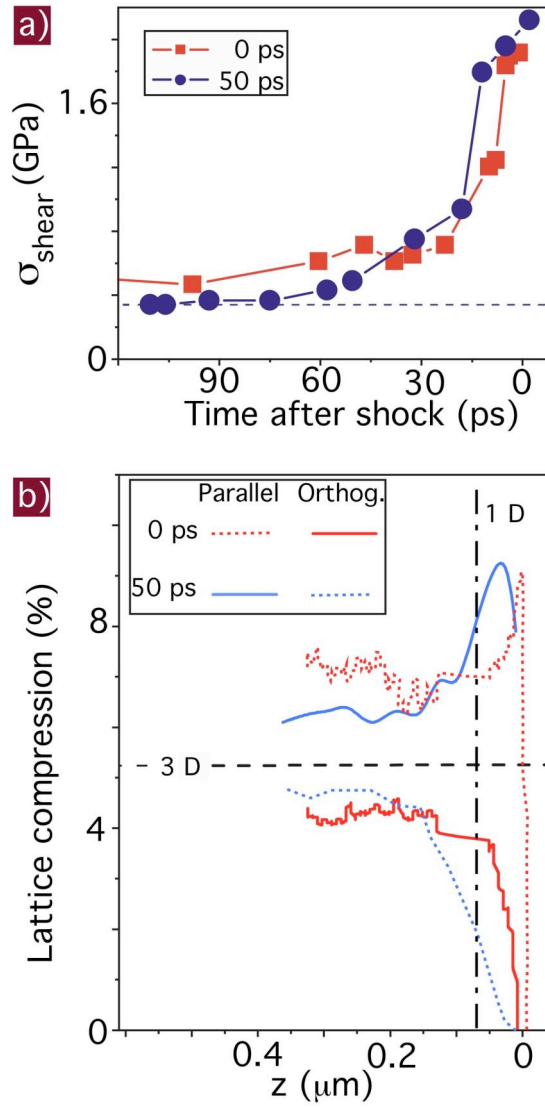 a)
0 ps
50 ps
1.6
0
σshear (GPa)
90 60 30 0
Time after shock (ps)
b)
Parallel Orthog.
0 ps
50 ps
1 D
3 D
8
4
0
Lattice compression (%)
0.4 0.2 0
z (μm)